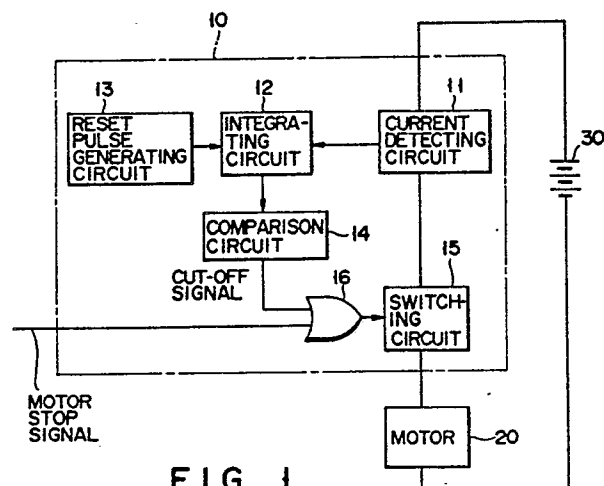 10
13
12
11
RESET
PULSE
GENERATING
CIRCUIT
INTEGRA-
TING
CIRCUIT
CURRENT
DETECTING
CIRCUIT
30
COMPARISON
CIRCUIT
14
15
CUT-OFF
SIGNAL
16
SWITCH-
ING
CIRCUIT
MOTOR
STOP
SIGNAL
MOTOR
20
FIG. 1